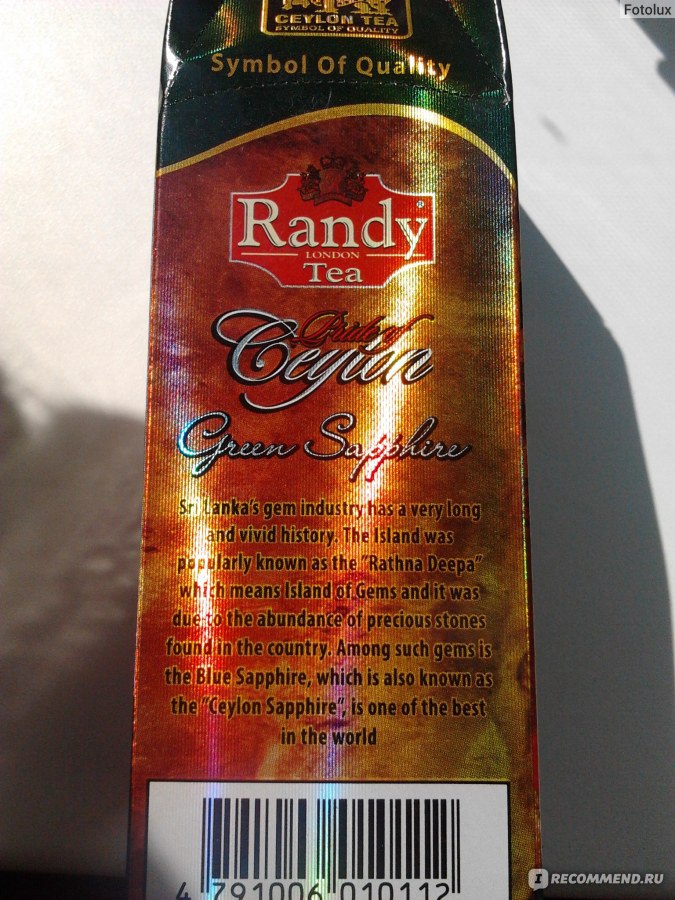 Fotolux
CEYLON TEA
SYMBOL OF QUALITY
Symbol Of Quality
Randy®
LONDON
Tea
Pride of
Ceylon
Green Sapphire
Sri Lanka's gem industry has a very long
and vivid history. The Island was
popularly known as the "Rathna Deepa"
which means Island of Gems and it was
due to the abundance of precious stones
found in the country. Among such gems is
the Blue Sapphire, which is also known as
the "Ceylon Sapphire", is one of the best
in the world
4 791006 010112
IRECOMMEND.RU